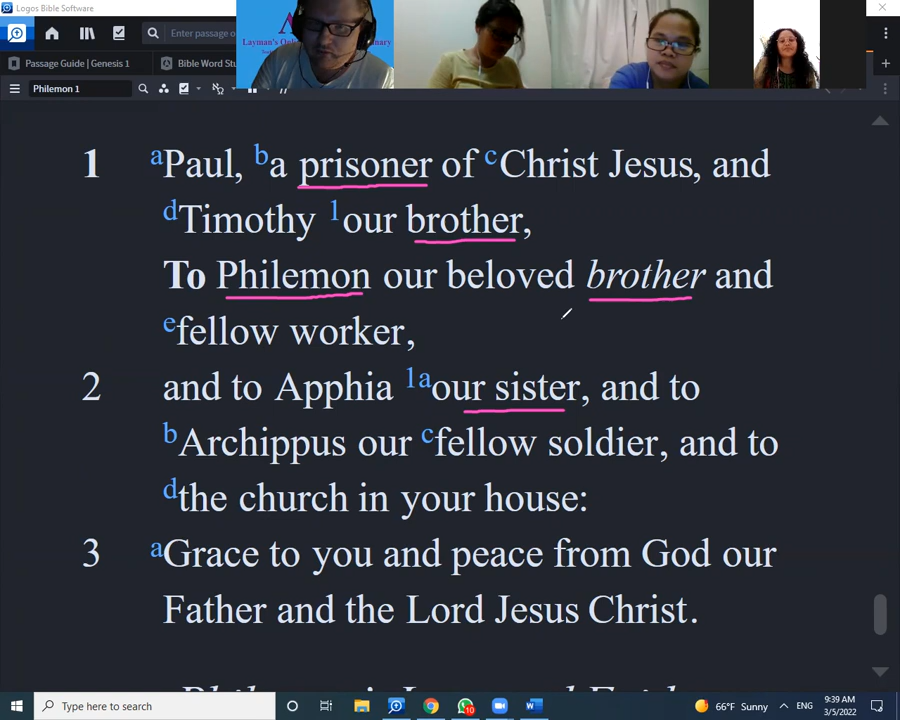 Logos Bible Software
Enter passage o
Layman's Onl
Passage Guide | Genesis 1
Bible Word Stu
Philemon 1
1 aPaul, ba prisoner of cChrist Jesus, and
dTimothy 1our brother,
To Philemon our beloved brother and
efellow worker,
2 and to Apphia 1aour sister, and to
bArchippus our cfellow soldier, and to
dthe church in your house:
3 aGrace to you and peace from God our
Father and the Lord Jesus Christ.
Type here to search
10
66°F Sunny
ENG
9:39 AM
3/5/2022